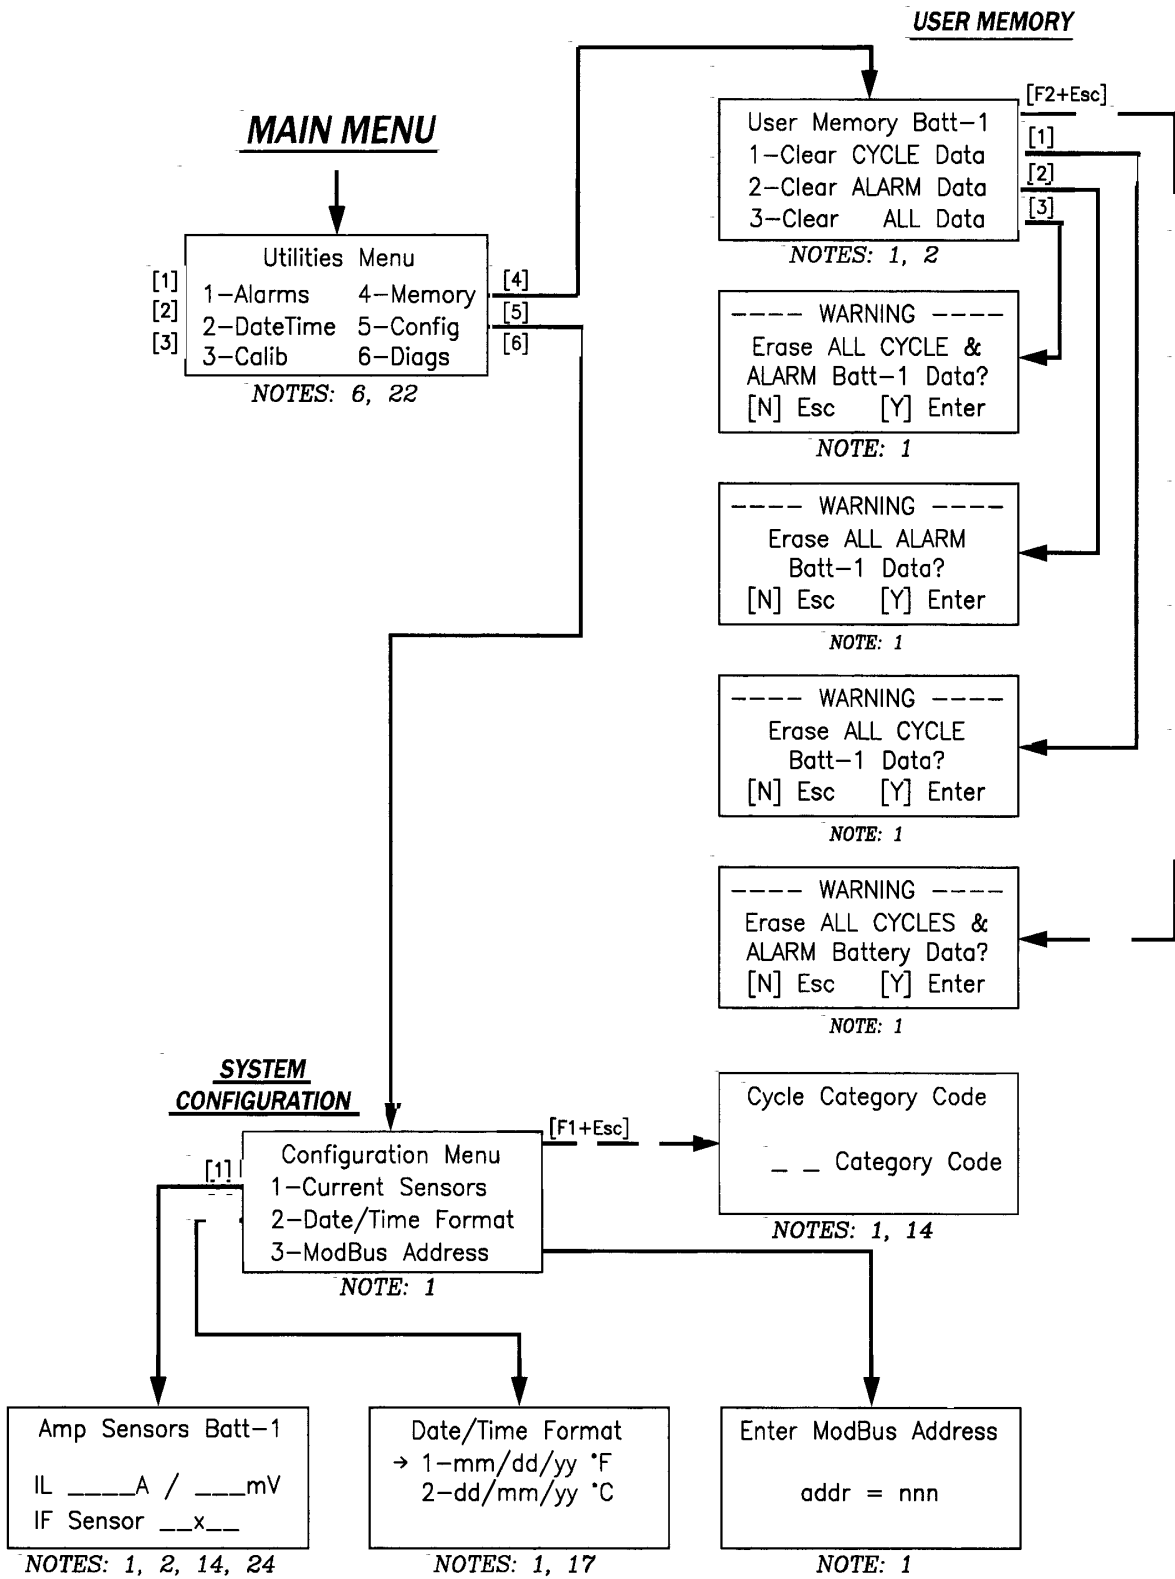 USER MEMORY
[F2+Esc]
User Memory Batt-1
1-Clear CYCLE Data
[1]
2-Clear ALARM Data
[2]
3-Clear ALL Data
[3]
NOTES: 1, 2
MAIN MENU
Utilities Menu
[1]
1-Alarms 4-Memory
[4]
[2]
2-DateTime 5-Config
[5]
[3]
3-Calib 6-Diags
[6]
NOTES: 6, 22
---- WARNING ----
Erase ALL CYCLE &
ALARM Batt-1 Data?
[N] Esc [Y] Enter
NOTE: 1
---- WARNING ----
Erase ALL ALARM
Batt-1 Data?
[N] Esc [Y] Enter
NOTE: 1
---- WARNING ----
Erase ALL CYCLE
Batt-1 Data?
[N] Esc [Y] Enter
NOTE: 1
---- WARNING ----
Erase ALL CYCLES &
ALARM Battery Data?
[N] Esc [Y] Enter
NOTE: 1
SYSTEM
CONFIGURATION
[F1+Esc]
Configuration Menu
[1]
1-Current Sensors
2-Date/Time Format
3-ModBus Address
NOTE: 1
Cycle Category Code
_ _ Category Code
NOTES: 1, 14
Amp Sensors Batt-1
IL ____A / ___mV
IF Sensor __x__
NOTES: 1, 2, 14, 24
Date/Time Format
→ 1-mm/dd/yy °F
2-dd/mm/yy °C
NOTES: 1, 17
Enter ModBus Address
addr = nnn
NOTE: 1